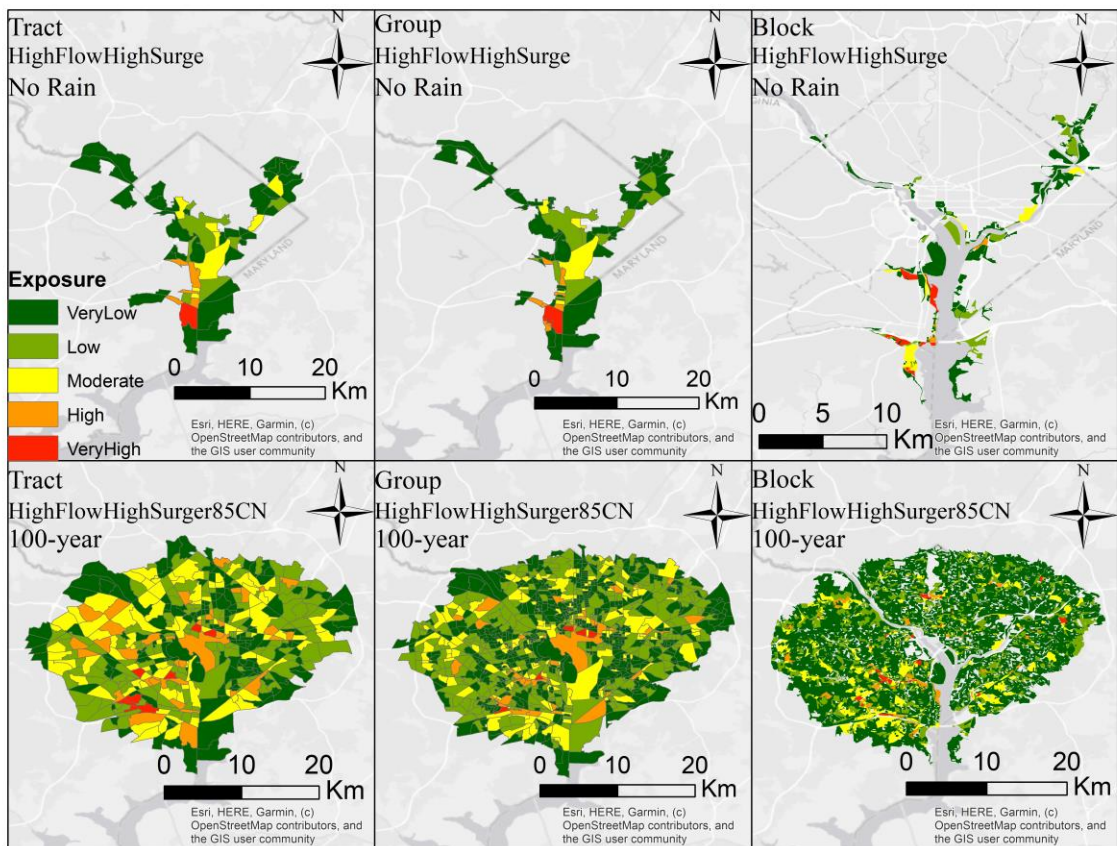 Tract
HighFlowHighSurge
No Rain
N
MARYLAND
Exposure
VeryLow
Low
Moderate
High
VeryHigh
0 10 20
Km
Esri, HERE, Garmin, (c)
OpenStreetMap contributors, and
the GIS user community
Group
HighFlowHighSurge
No Rain
N
MARYLAND
0 10 20
Km
Esri, HERE, Garmin, (c)
OpenStreetMap contributors, and
the GIS user community
Block
HighFlowHighSurge
No Rain
N
GINIA
MARYLAND
0 5 10
Km
Esri, HERE, Garmin, (c)
OpenStreetMap contributors, and
the GIS user community
Tract
HighFlowHighSurger85CN
100-year
N
0 10 20
Km
Esri, HERE, Garmin, (c)
OpenStreetMap contributors, and
the GIS user community
Group
HighFlowHighSurger85CN
100-year
N
0 10 20
Km
Esri, HERE, Garmin, (c)
OpenStreetMap contributors, and
the GIS user community
Block
HighFlowHighSurger85CN
100-year
N
0 10 20
Km
Esri, HERE, Garmin, (c)
OpenStreetMap contributors, and
the GIS user community